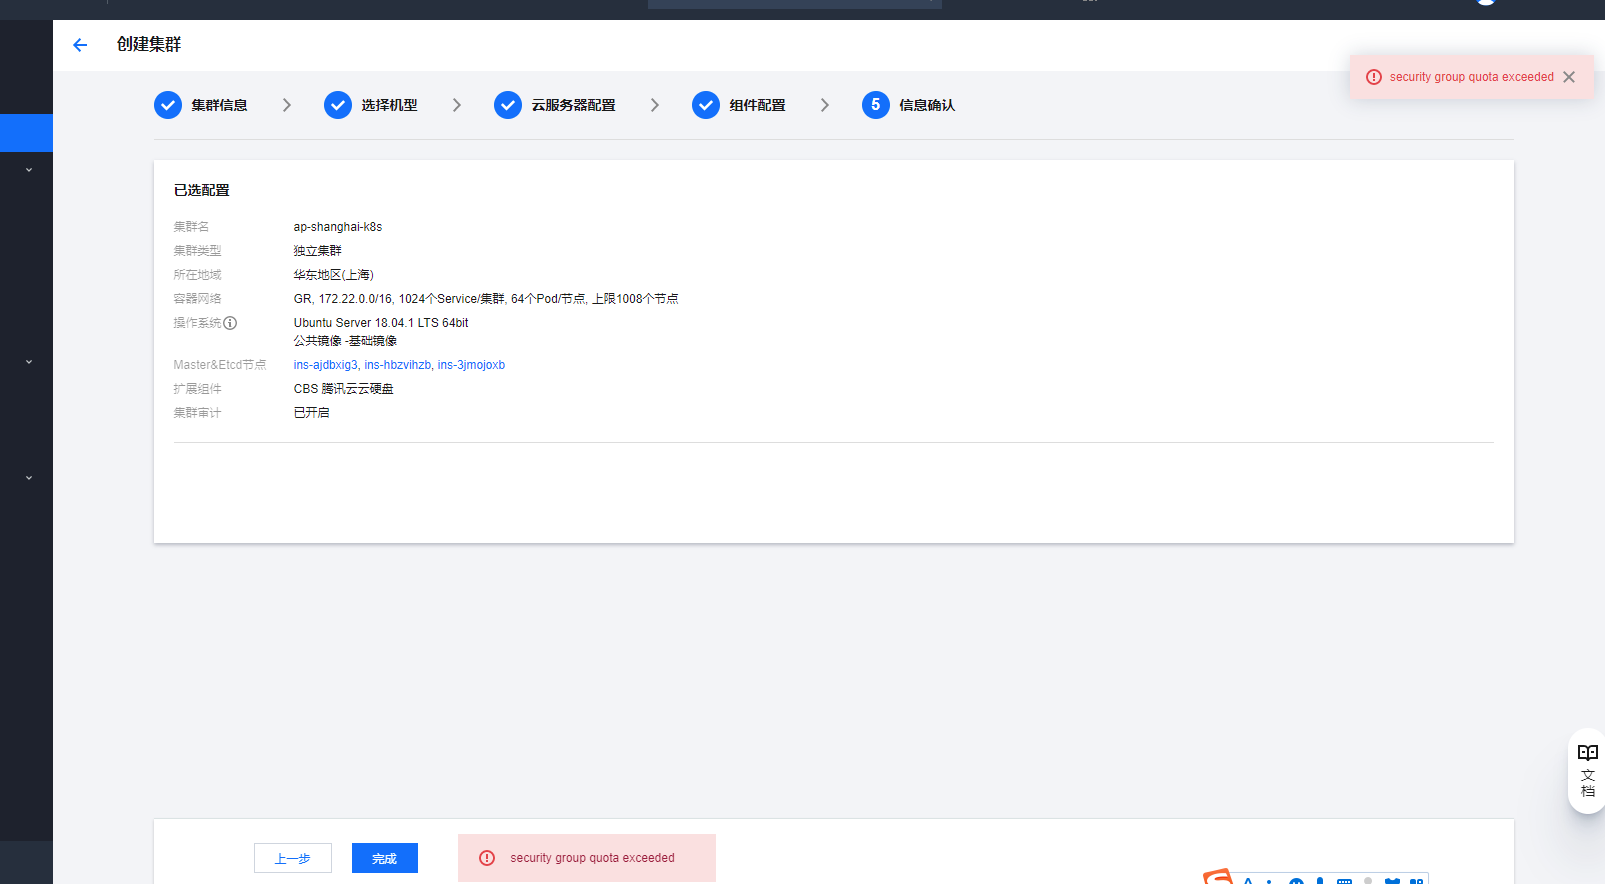 创建集群
security group quota exceeded
集群信息
选择机型
云服务器配置
组件配置
5 信息确认
已选配置
集群名 ap-shanghai-k8s
集群类型 独立集群
所在地域 华东地区(上海)
容器网络 GR, 172.22.0.0/16, 1024个Service/集群, 64个Pod/节点, 上限1008个节点
操作系统 Ubuntu Server 18.04.1 LTS 64bit
公共镜像 -基础镜像
Master&Etcd节点 ins-ajdbxig3, ins-hbzvihzb, ins-3jmojoxb
扩展组件 CBS 腾讯云云硬盘
集群审计 已开启
文
档
上一步
完成
security group quota exceeded